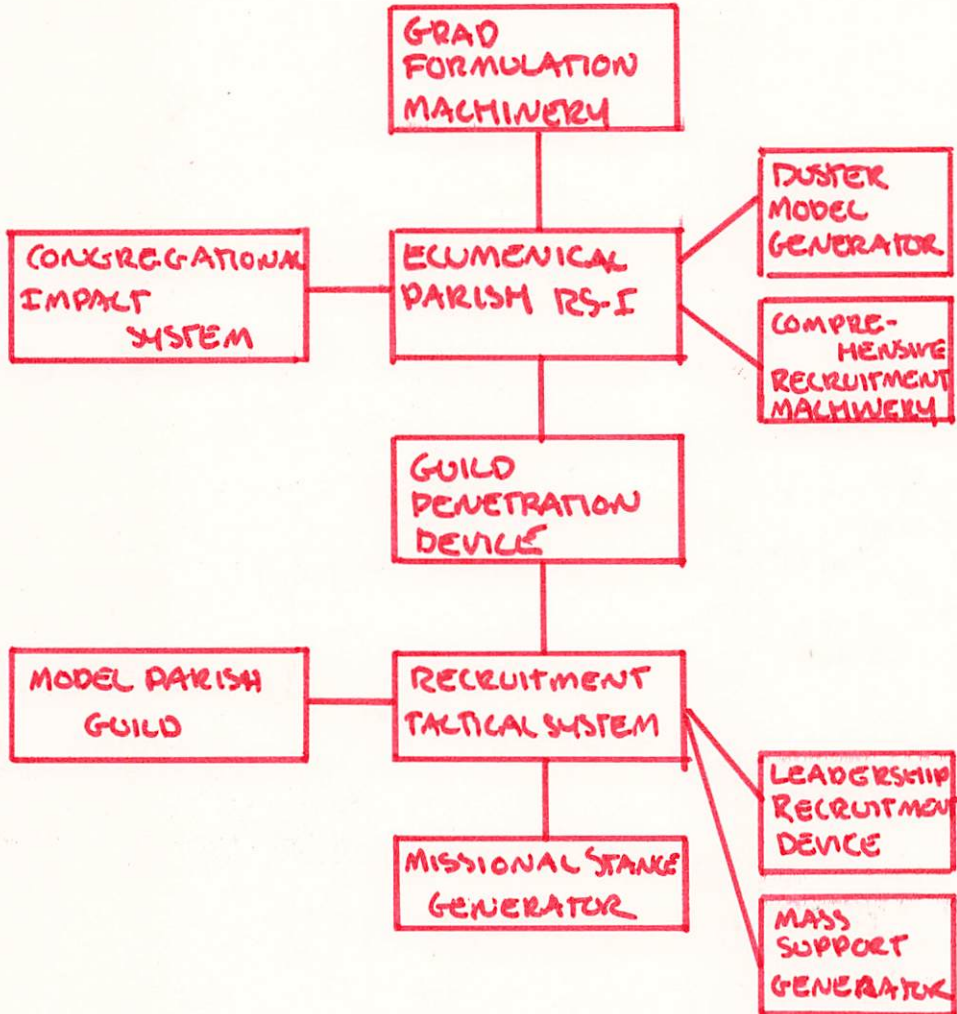 GRAD
FORMULATION
MACHINERY
DUSTER
MODEL
GENERATOR
CONGREGATIONAL
IMPACT
SYSTEM
ECUMENICAL
PARISH RS-I
COMPRE-
HENSIVE
RECRUITMENT
MACHINERY
GUILD
PENETRATION
DEVICE
MODEL PARISH
GUILD
RECRUITMENT
TACTICAL SYSTEM
LEADERSHIP
RECRUITMENT
DEVICE
MISSIONAL STANCE
GENERATOR
MASS
SUPPORT
GENERATOR